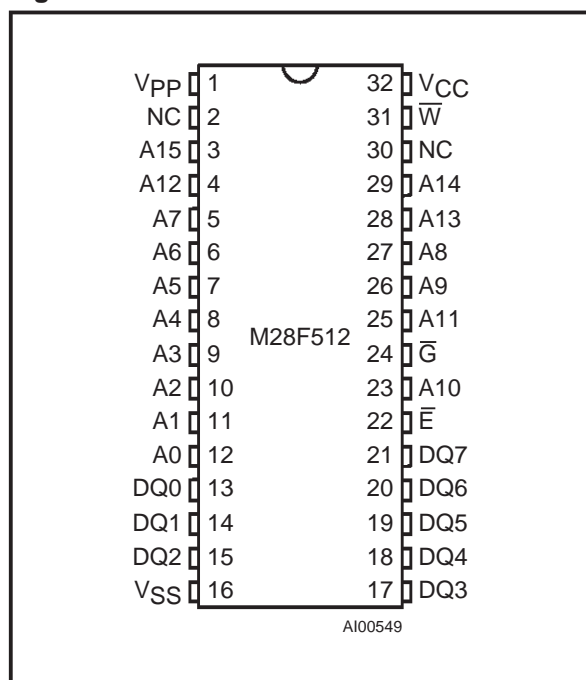 VPP 1 32 VCC
NC 2 31 W̅
A15 3 30 NC
A12 4 29 A14
A7 5 28 A13
A6 6 27 A8
A5 7 26 A9
A4 8 25 A11
M28F512
A3 9 24 G̅
A2 10 23 A10
A1 11 22 E̅
A0 12 21 DQ7
DQ0 13 20 DQ6
DQ1 14 19 DQ5
DQ2 15 18 DQ4
VSS 16 17 DQ3
AI00549